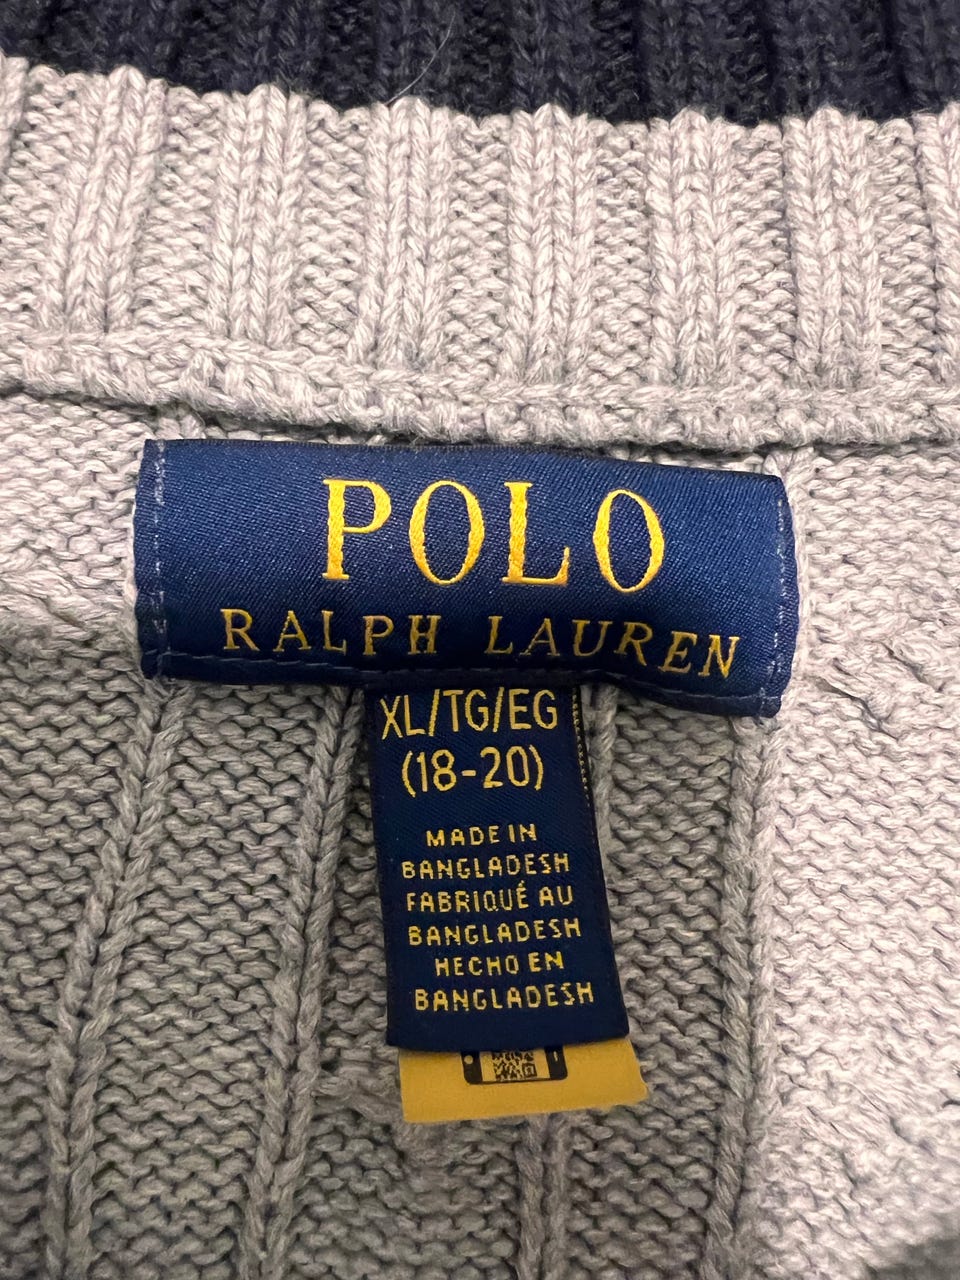 POLO
RALPH LAUREN
XL/TG/EG
(18-20)
MADE IN
BANGLADESH
FABRIQUÉ AU
BANGLADESH
HECHO EN
BANGLADESH